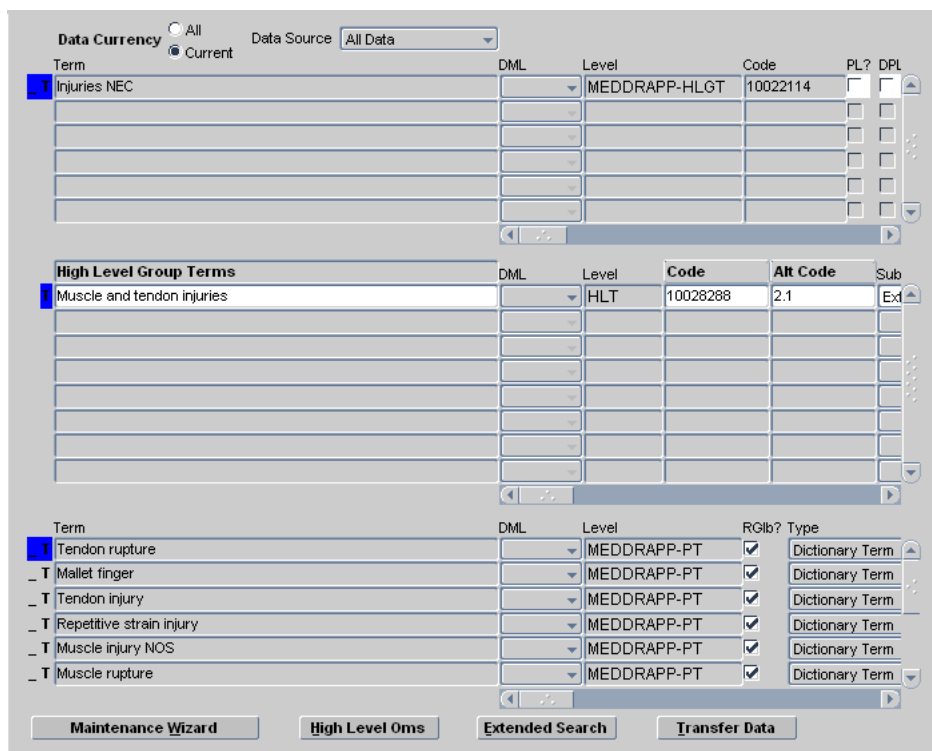 Data Currency All Data Source All Data
Current
Term DML Level Code PL? DPL
_ T Injuries NEC MEDDRAPP-HLGT 10022114
High Level Group Terms DML Level Code Alt Code Sub
T Muscle and tendon injuries HLT 10028288 2.1 Ext
Term DML Level RGlb? Type
_ T Tendon rupture MEDDRAPP-PT Dictionary Term
_ T Mallet finger MEDDRAPP-PT Dictionary Term
_ T Tendon injury MEDDRAPP-PT Dictionary Term
_ T Repetitive strain injury MEDDRAPP-PT Dictionary Term
_ T Muscle injury NOS MEDDRAPP-PT Dictionary Term
_ T Muscle rupture MEDDRAPP-PT Dictionary Term
Maintenance Wizard High Level Oms Extended Search Transfer Data